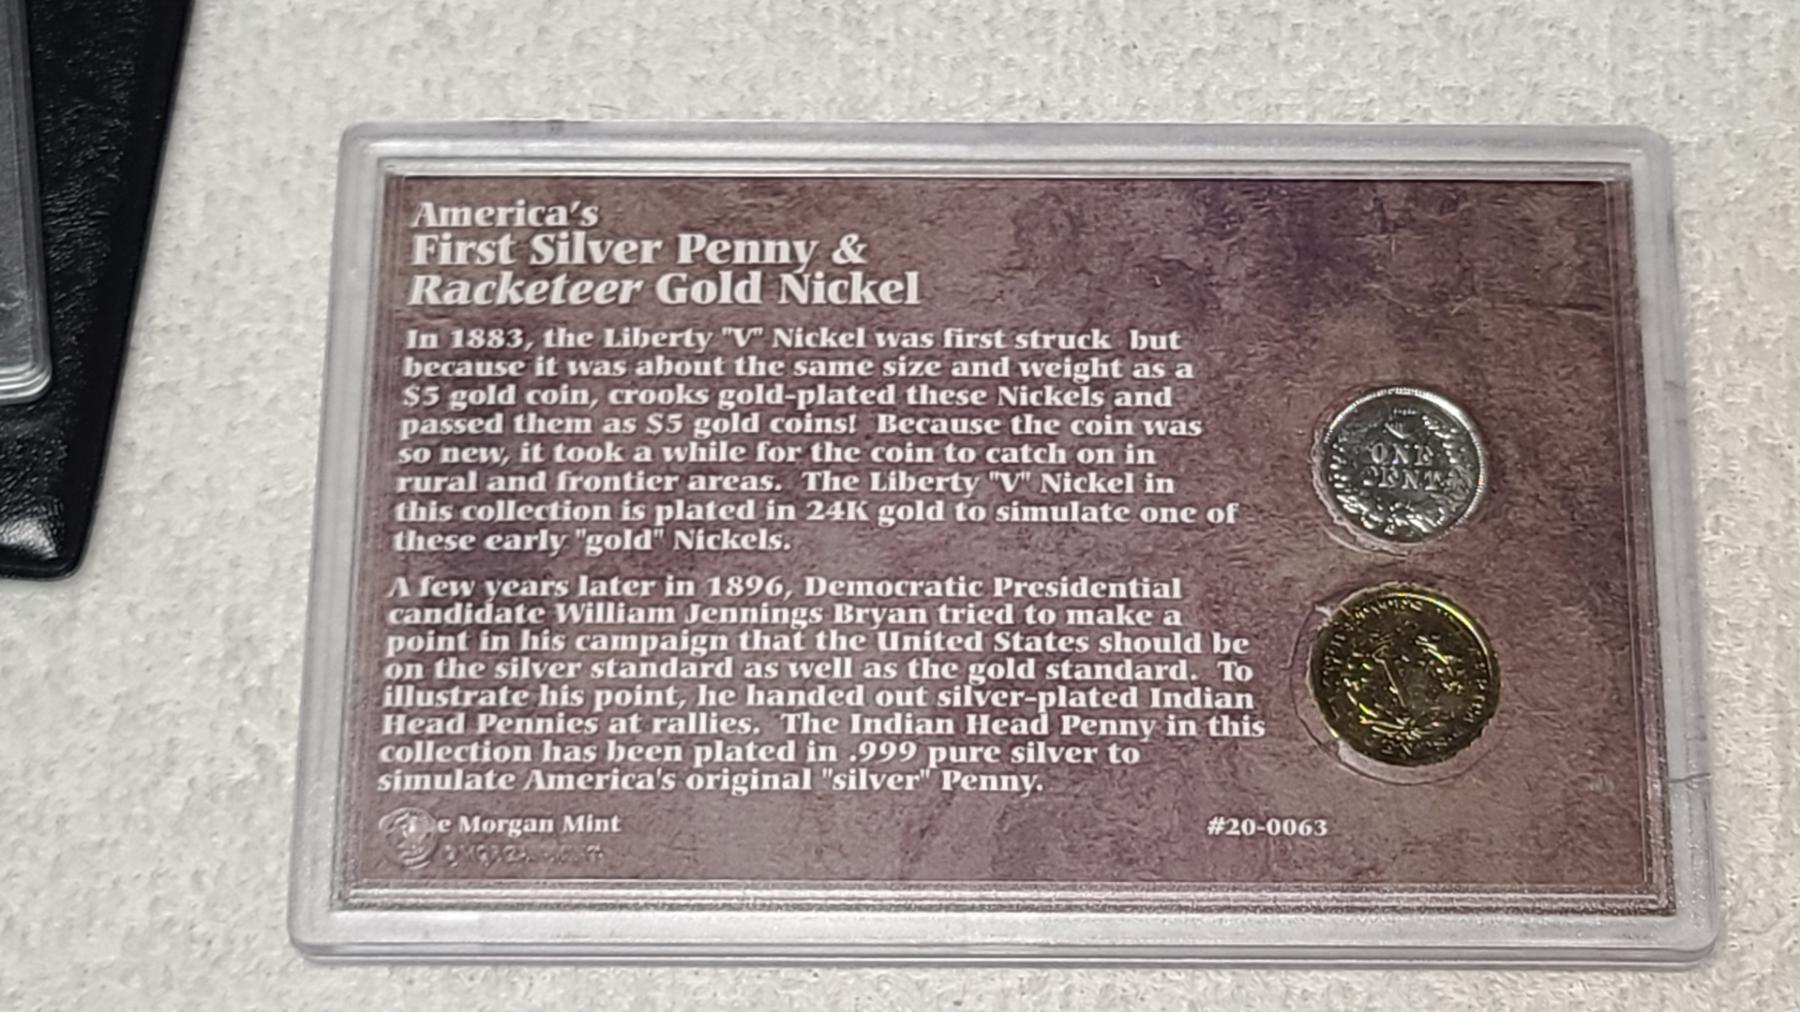 America's
First Silver Penny &
Racketeer Gold Nickel
In 1883, the Liberty "V" Nickel was first struck but
because it was about the same size and weight as a
$5 gold coin, crooks gold-plated these Nickels and
passed them as $5 gold coins! Because the coin was
so new, it took a while for the coin to catch on in
rural and frontier areas. The Liberty "V" Nickel in
this collection is plated in 24K gold to simulate one of
these early "gold" Nickels.
A few years later in 1896, Democratic Presidential
candidate William Jennings Bryan tried to make a
point in his campaign that the United States should be
on the silver standard as well as the gold standard. To
illustrate his point, he handed out silver-plated Indian
Head Pennies at rallies. The Indian Head Penny in this
collection has been plated in .999 pure silver to
simulate America's original "silver" Penny.
Morgan Mint
#20-0063
ONE
CENT
V